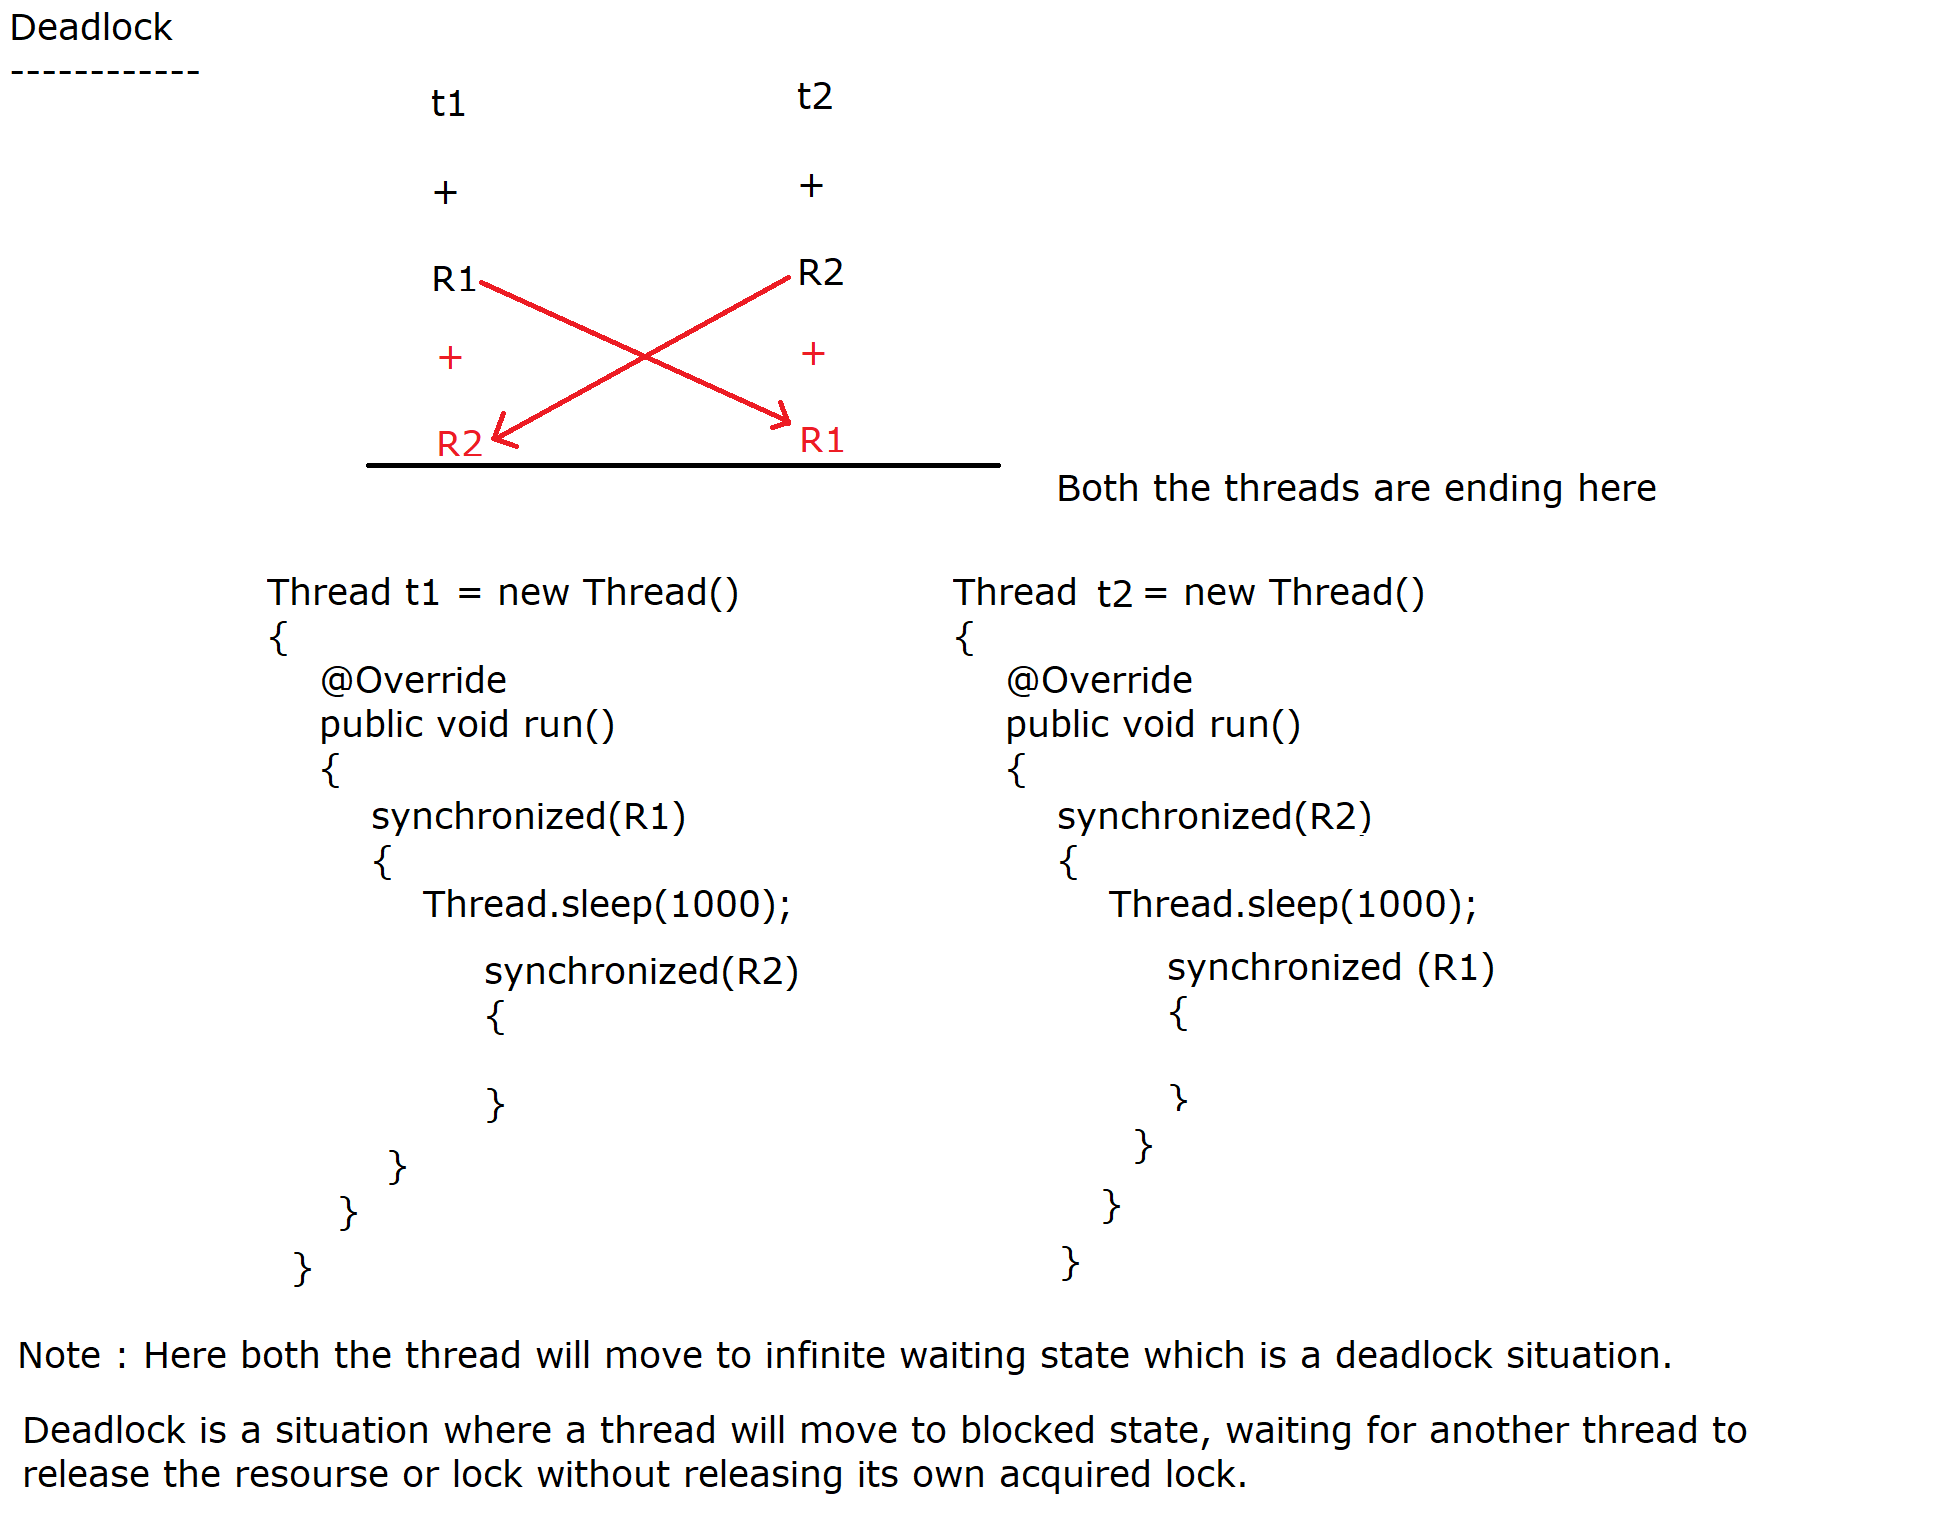 Deadlock
------------
t1 t2
+ +
R1 R2
+ +
R2 R1
Both the threads are ending here
Thread t1 = new Thread()
{
@Override
public void run()
{
synchronized(R1)
{
Thread.sleep(1000);
synchronized(R2)
{
}
}
}
}
Thread t2 = new Thread()
{
@Override
public void run()
{
synchronized(R2)
{
Thread.sleep(1000);
synchronized (R1)
{
}
}
}
}
Note : Here both the thread will move to infinite waiting state which is a deadlock situation.
Deadlock is a situation where a thread will move to blocked state, waiting for another thread to
release the resourse or lock without releasing its own acquired lock.